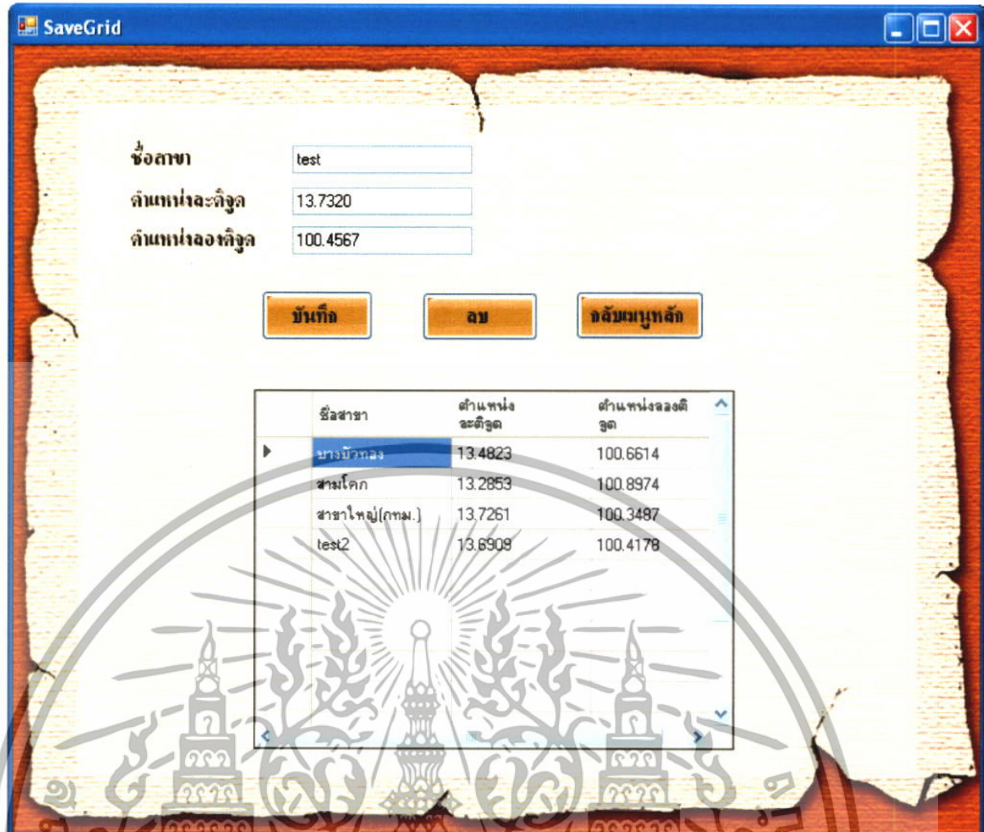 SaveGrid
ชื่อสาขา test
ตำแหน่งละติจูด 13.7320
ตำแหน่งลองติจูด 100.4567
บันทึก ลบ กลับเมนูหลัก
ชื่อสาขา ตำแหน่ง ตำแหน่งลองติ
ละติจูด จูด
บางบัวทอง 13.4823 100.6614
สามโคก 13.2853 100.8974
สาขาใหญ่(กทม.) 13.7261 100.3487
test2 13.6909 100.4178